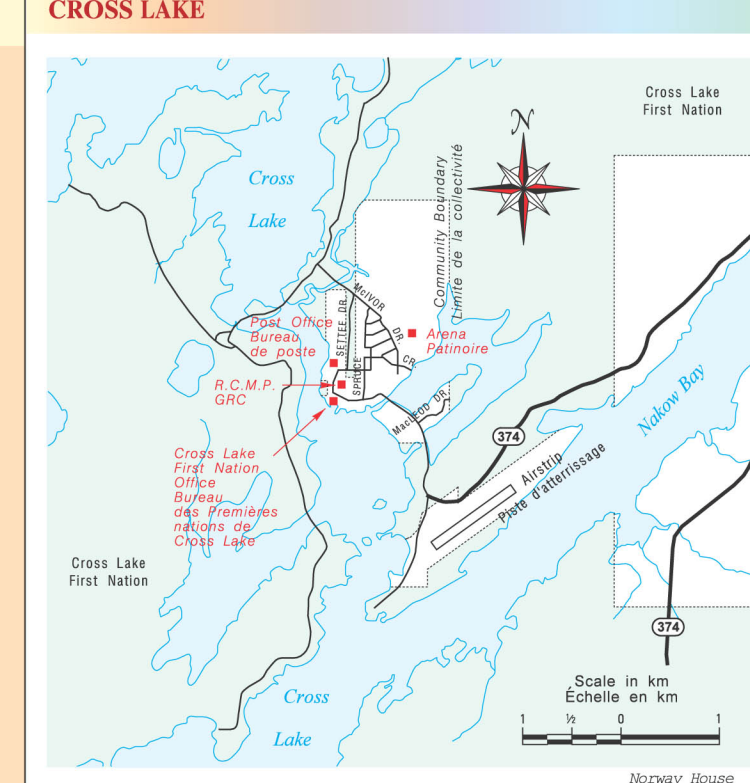 CROSS LAKE
Cross Lake
First Nation
N
Cross
Lake
Community Boundary
Limite de la collectivité
McIVOR
DR.
SETTEE DR.
Post Office
Bureau
de poste
Arena
Patinoire
CR.
SPRUCE
R.C.M.P.
GRC
MacLEOD DR.
Nakow Bay
374
Cross Lake
First Nation
Office
Bureau
des Premières
nations de
Cross Lake
Airstrip
Piste d'atterrissage
Cross Lake
First Nation
374
Scale in km
Échelle en km
1 ½ 0 1
Cross
Lake
Norway House